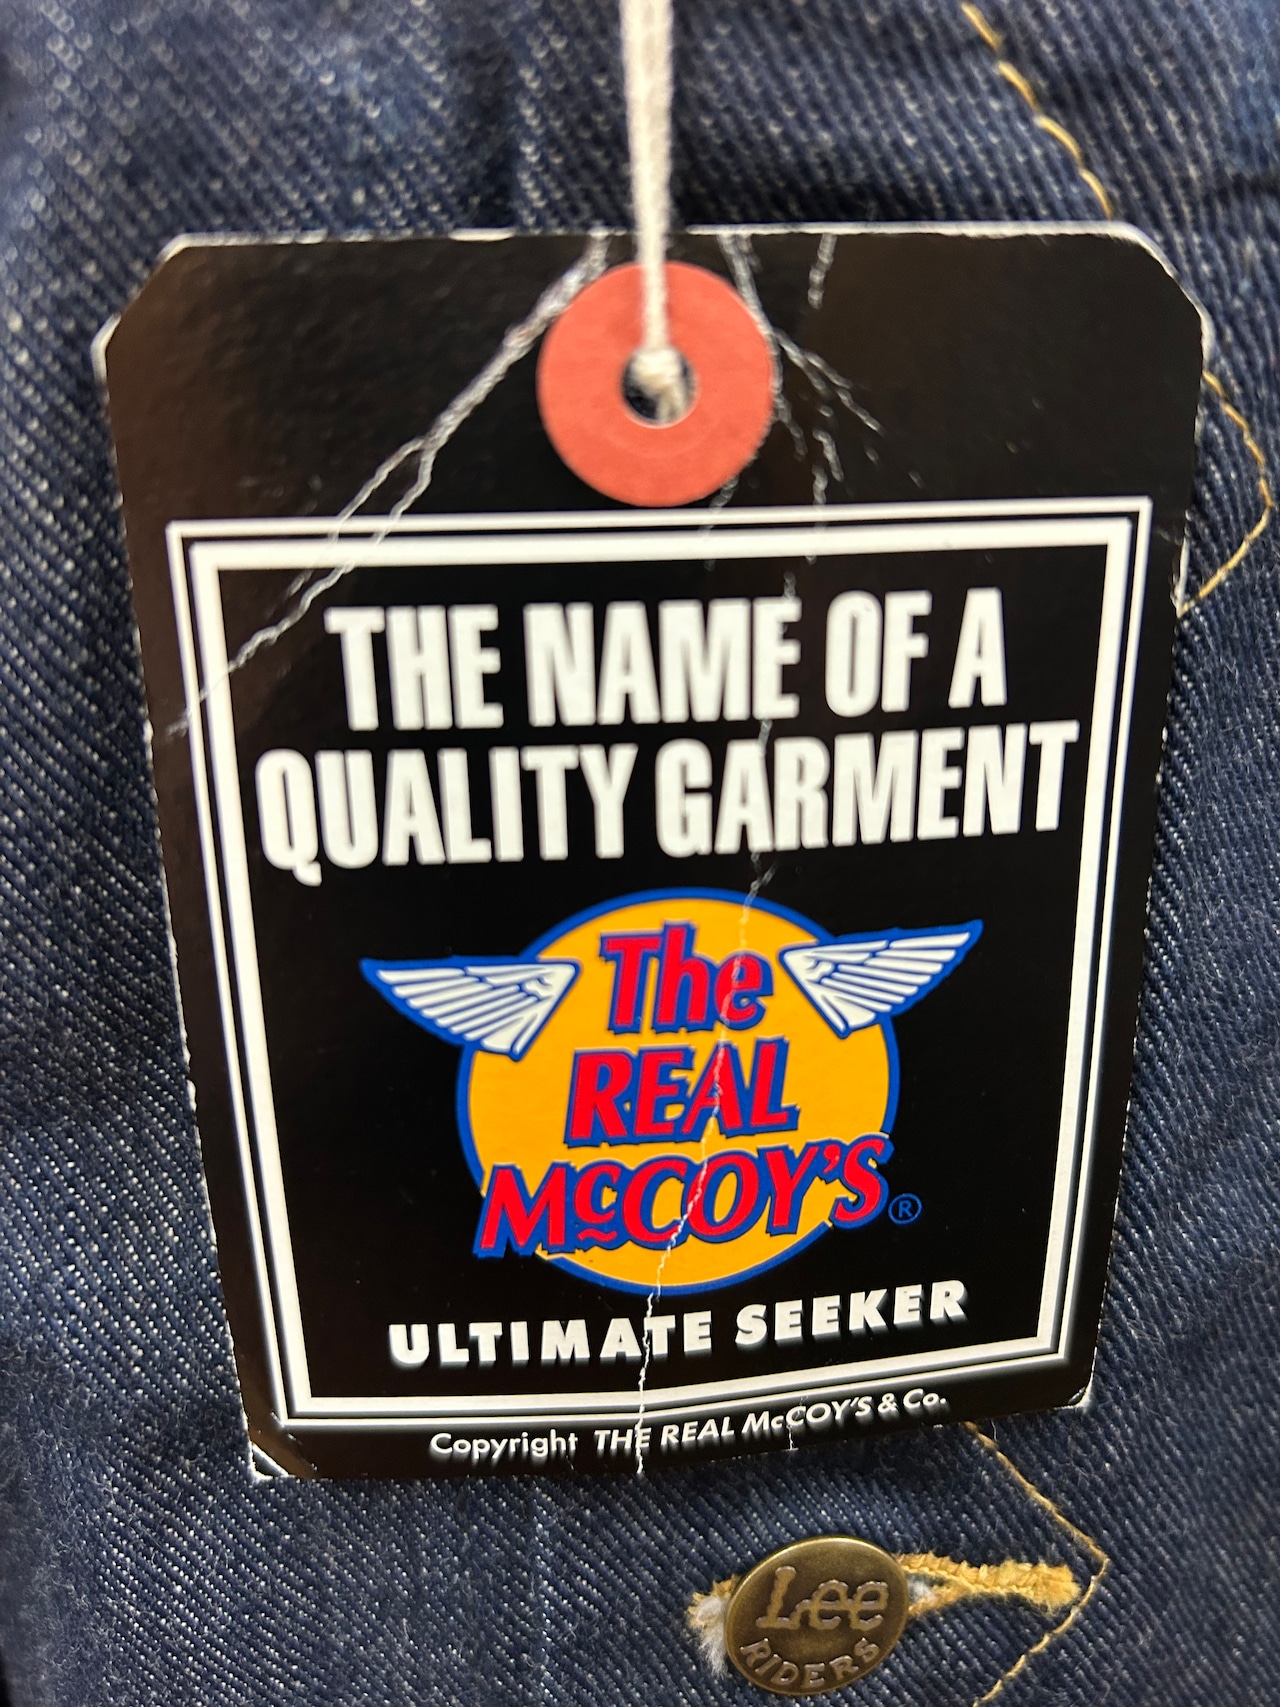 THE NAME OF A
QUALITY GARMENT
The
REAL
McCOY'S®
ULTIMATE SEEKER
Copyright THE REAL McCOY'S & Co.
Lee
RIDERS